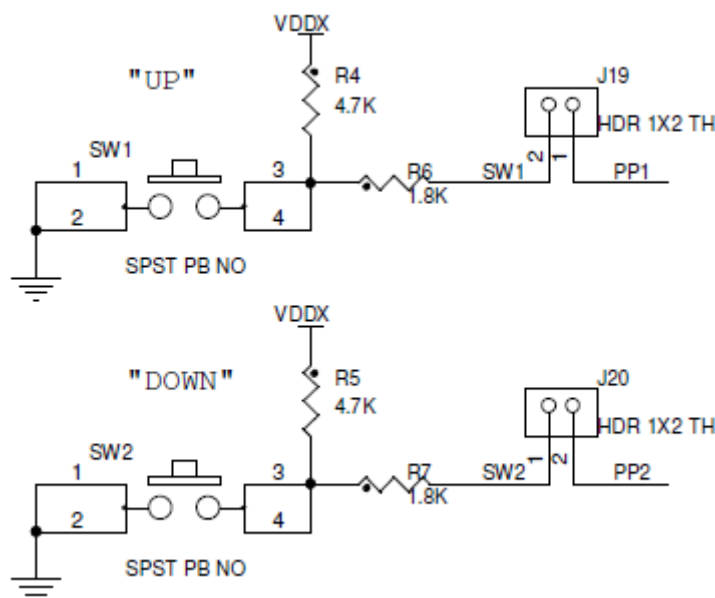 VDDX
"UP"
R4
4.7K
J19
HDR 1X2 TH
SW1
1
2
3
4
R6
1.8K
SW1
2
1
PP1
SPST PB NO
VDDX
"DOWN"
R5
4.7K
J20
HDR 1X2 TH
SW2
1
2
3
4
R7
1.8K
SW2
1
2
PP2
SPST PB NO